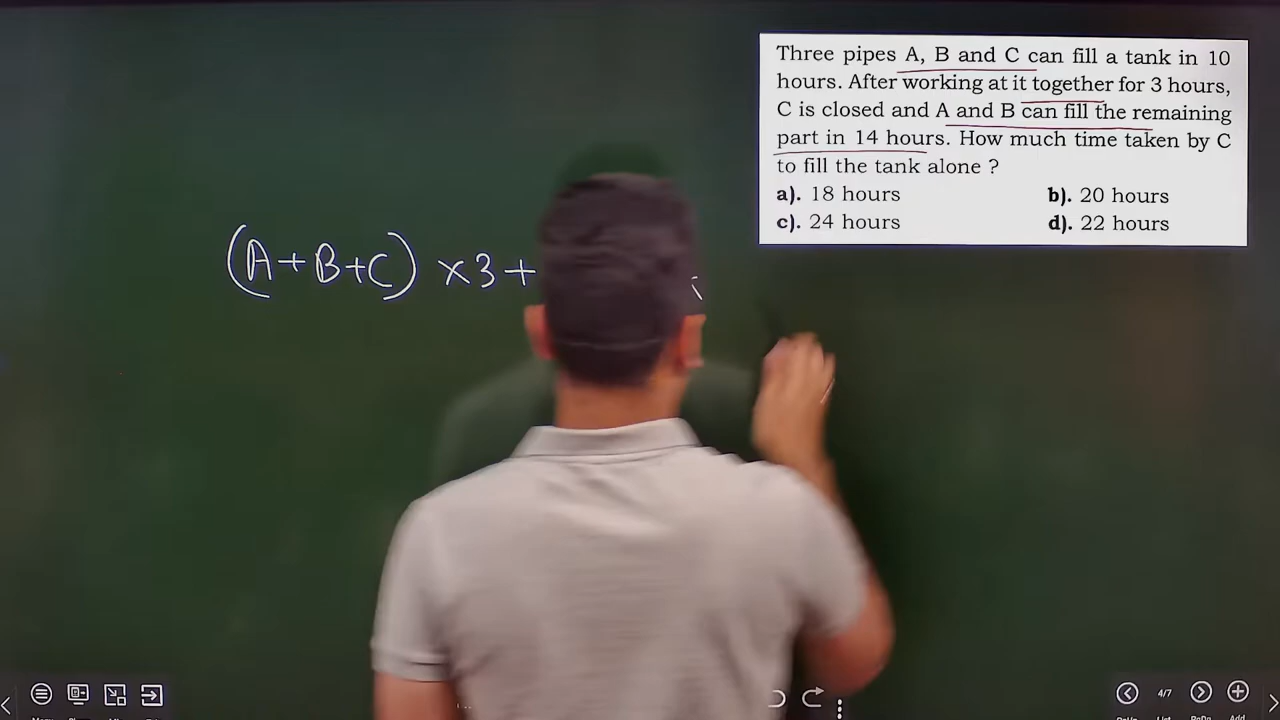 Three pipes A, B and C can fill a tank in 10
hours. After working at it together for 3 hours,
C is closed and A and B can fill the remaining
part in 14 hours. How much time taken by C
to fill the tank alone ?
a). 18 hours b). 20 hours
c). 24 hours d). 22 hours
(A+B+C) ×3+
4/7